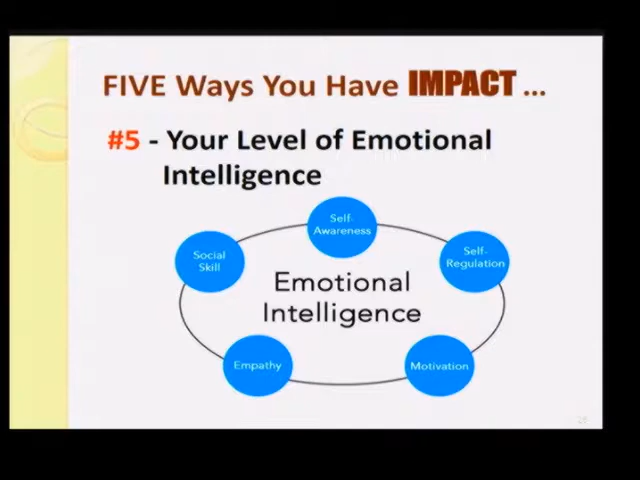 FIVE Ways You Have IMPACT ...
#5 - Your Level of Emotional
Intelligence
Self-
Awareness
Social
Skill
Self-
Regulation
Emotional
Intelligence
Empathy
Motivation